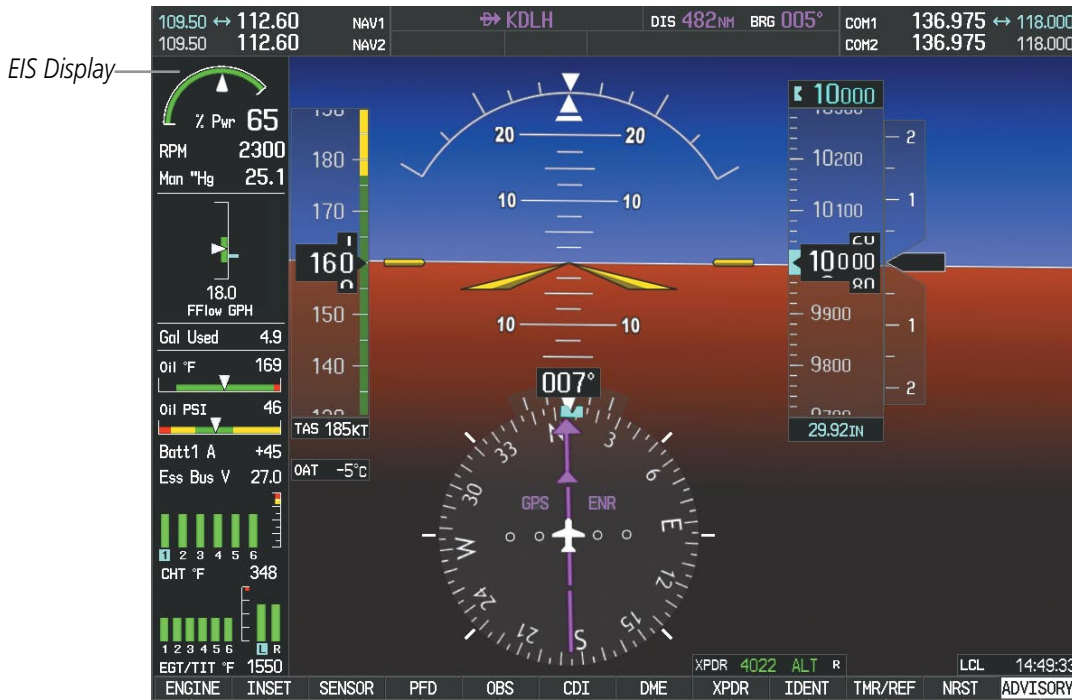 109.50 ↔ 112.60 NAV1
109.50 112.60 NAV2
KDLH DIS 482NM BRG 005°
COM1 136.975 ↔ 118.000
COM2 136.975 118.000
EIS Display
% Pwr 65
RPM 2300
Man "Hg 25.1
18.0
FFlow GPH
Gal Used 4.9
Oil °F 169
Oil PSI 46
Batt1 A +45
Ess Bus V 27.0
1 2 3 4 5 6
CHT °F 348
1 2 3 4 5 6 L R
EGT/TIT °F 1550
180
170
160
150
140
TAS 185KT
OAT -5°C
20 20
10 10
10 10
10000
10200
10100
10000
9900
9800
29.92IN
2
1
1
2
007°
N 3 6 E 12 15 S 21 24 W 30 33
GPS ENR
XPDR 4022 ALT R
LCL 14:49:33
ENGINE INSET SENSOR PFD OBS CDI DME XPDR IDENT TMR/REF NRST ADVISORY